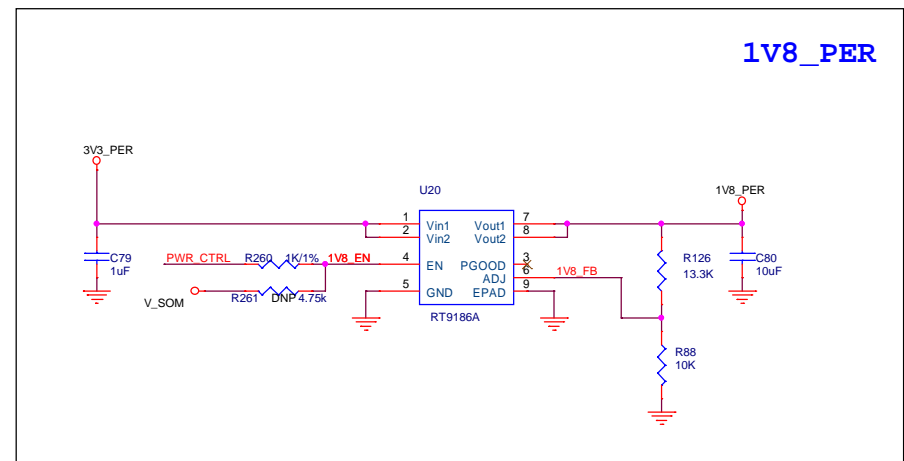 1V8_PER
3V3_PER
U20
1V8_PER
1 Vin1 Vout1 7
2 Vin2 Vout2 8
C79
1uF
PWR_CTRL R260 1K/1% 1V8_EN 4 EN PGOOD 3
ADJ 6 1V8_FB
R126
13.3K
C80
10uF
V_SOM R261 DNP 4.75k 5 GND EPAD 9
RT9186A
R88
10K